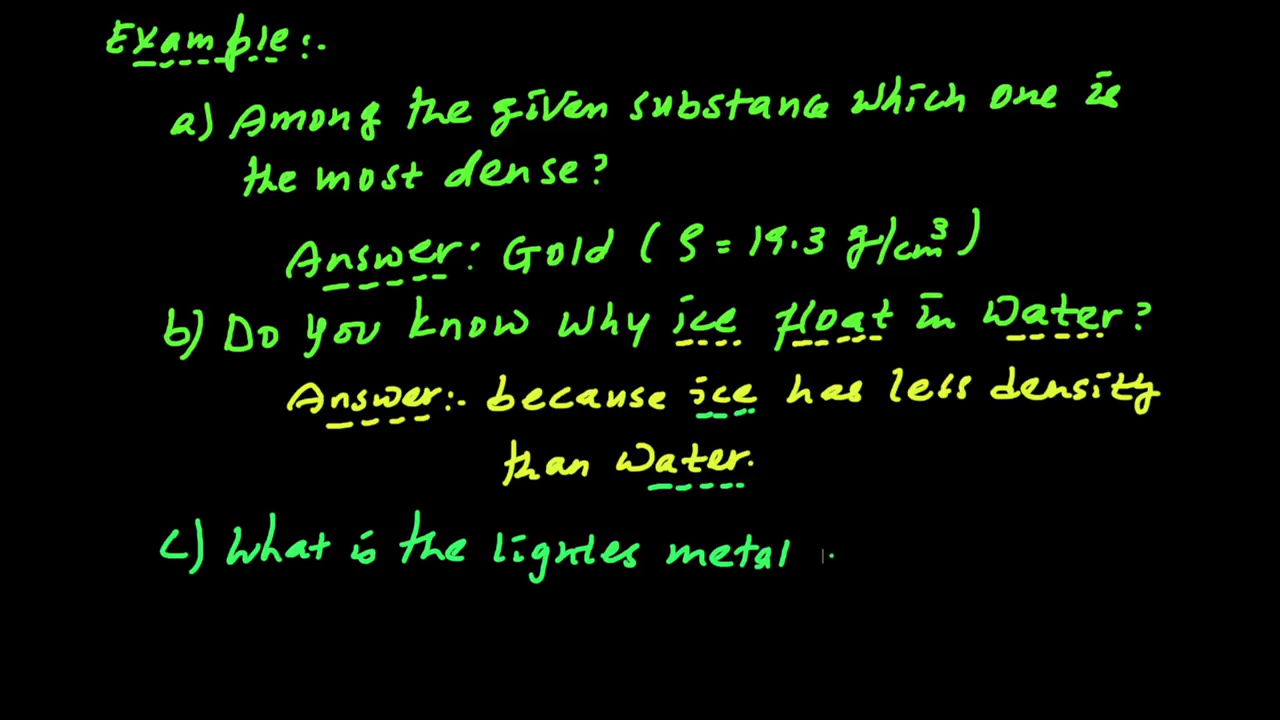 Example:-
a) Among the given substance which one is
the most dense?
Answer: Gold (ρ = 19.3 g/cm³)
b) Do you know why ice float in water?
Answer:- because ice has less density
than water.
c) What is the lightes metal